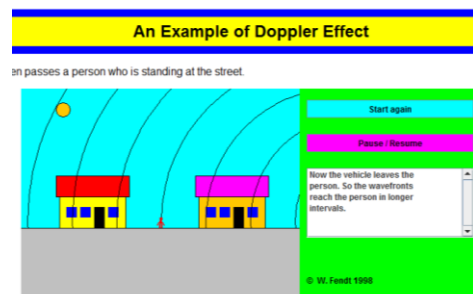 An Example of Doppler Effect
en passes a person who is standing at the street.
Start again
Pause / Resume
Now the vehicle leaves the
person. So the wavefronts
reach the person in longer
intervals.
© W. Fendt 1998